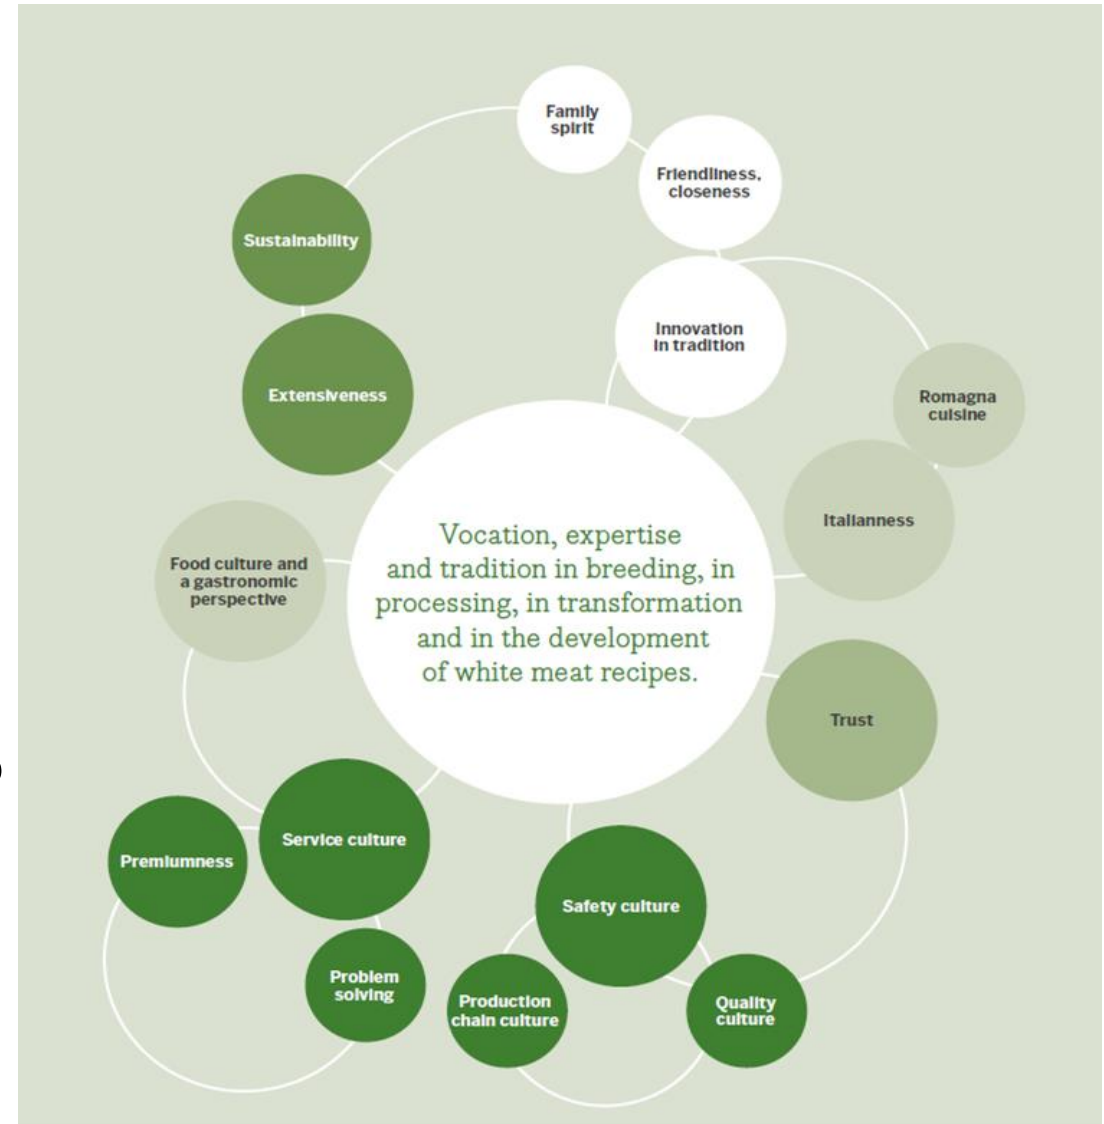 Family
spirit
Friendliness,
closeness
Sustainability
Innovation
in tradition
Extensiveness
Romagna
cuisine
Italianness
Food culture and
a gastronomic
perspective
Vocation, expertise
and tradition in breeding, in
processing, in transformation
and in the development
of white meat recipes.
Trust
Service culture
Premiumness
Safety culture
Problem
solving
Production
chain culture
Quality
culture
)